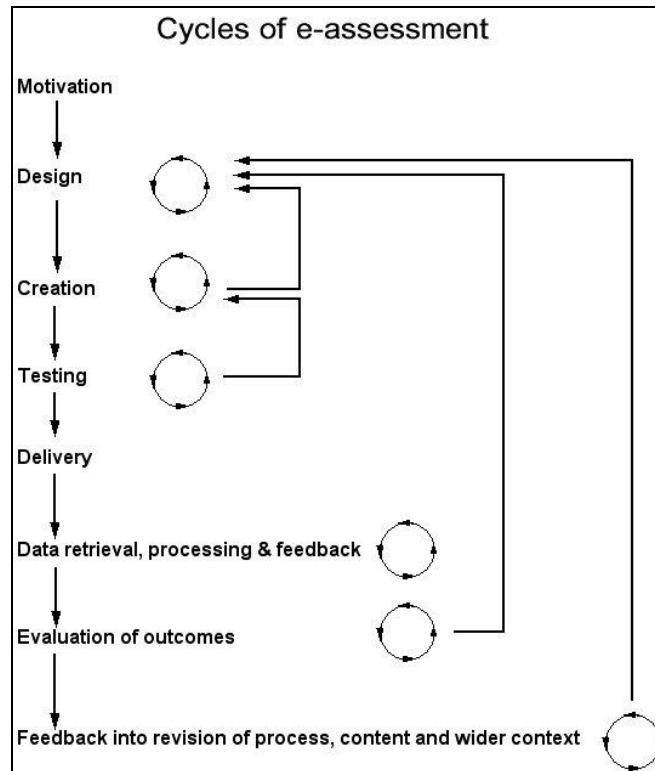 Cycles of e-assessment
Motivation
Design
Creation
Testing
Delivery
Data retrieval, processing & feedback
Evaluation of outcomes
Feedback into revision of process, content and wider context